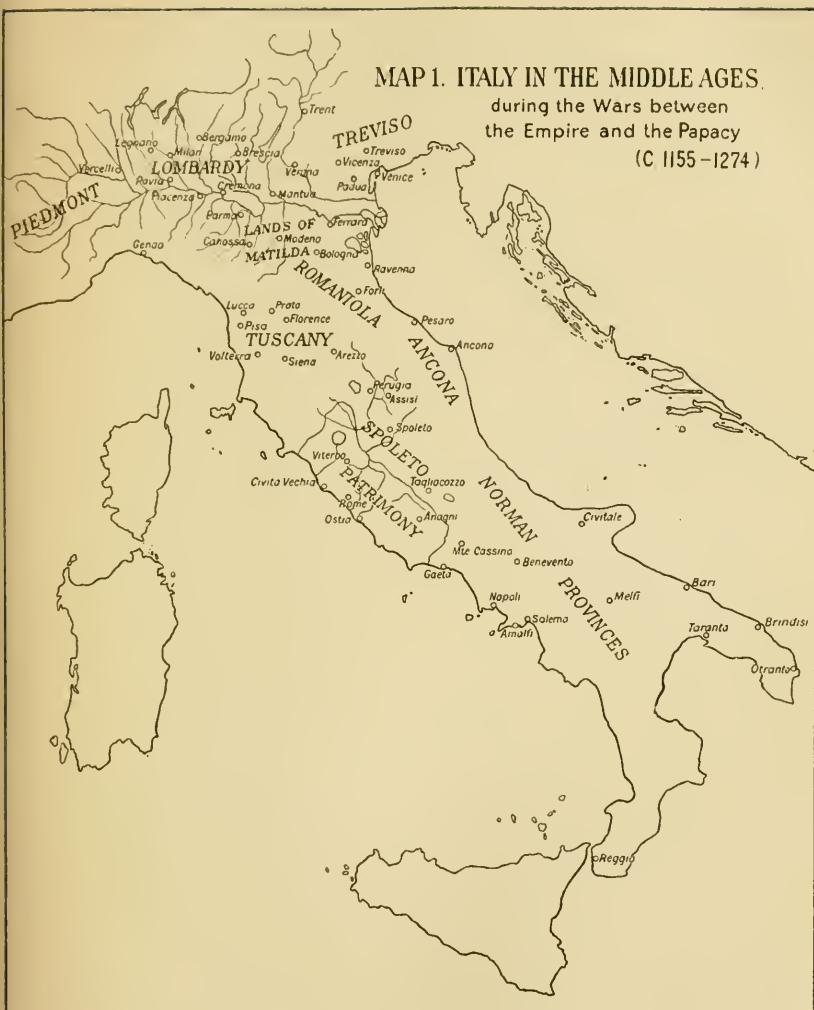 MAP 1. ITALY IN THE MIDDLE AGES.
during the Wars between
the Empire and the Papacy
(C 1155–1274)
Trent
TREVISO
Treviso
Vicenza
Padua
Venice
Legnano
Bergamo
Milan
Brescia
Verona
Vercelli
LOMBARDY
Pavia
Cremona
Mantua
Piacenza
PIEDMONT
Parma
LANDS OF
Ferrara
Canossa
Modeno
MATILDA
Bologna
Genoa
Ravenna
ROMANIOLA
Forli
Lucca
Prato
Florence
Pisa
Pesaro
TUSCANY
Ancona
Volterra
Siena
Arezzo
ANCONA
Perugia
Assisi
SPOLETO
Spoleto
Viterbo
Tagliacozzo
Civita Vechia
PATRIMONY
Rome
Ostia
Anagni
NORMAN
Civitale
Mte Cassino
Benevento
Gaeta
PROVINCES
Melfi
Bari
Napoli
Salerno
Amalfi
Taranto
Brindisi
Otranto
Reggio